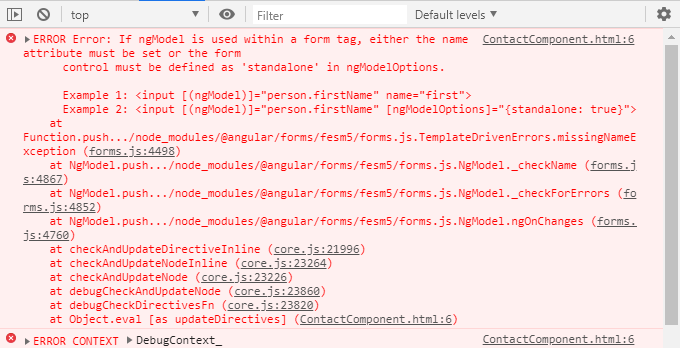 top
Filter
Default levels
ERROR Error: If ngModel is used within a form tag, either the name ContactComponent.html:6
attribute must be set or the form
control must be defined as 'standalone' in ngModelOptions.
Example 1: <input [(ngModel)]="person.firstName" name="first">
Example 2: <input [(ngModel)]="person.firstName" [ngModelOptions]="{standalone: true}">
at
Function.push.../node_modules/@angular/forms/fesm5/forms.js.TemplateDrivenErrors.missingNameE
xception (forms.js:4498)
at NgModel.push.../node_modules/@angular/forms/fesm5/forms.js.NgModel._checkName (forms.j
s:4867)
at NgModel.push.../node_modules/@angular/forms/fesm5/forms.js.NgModel._checkForErrors (fo
rms.js:4852)
at NgModel.push.../node_modules/@angular/forms/fesm5/forms.js.NgModel.ngOnChanges (forms.
js:4760)
at checkAndUpdateDirectiveInline (core.js:21996)
at checkAndUpdateNodeInline (core.js:23264)
at checkAndUpdateNode (core.js:23226)
at debugCheckAndUpdateNode (core.js:23860)
at debugCheckDirectivesFn (core.js:23820)
at Object.eval [as updateDirectives] (ContactComponent.html:6)
ERROR CONTEXT DebugContext_ ContactComponent.html:6